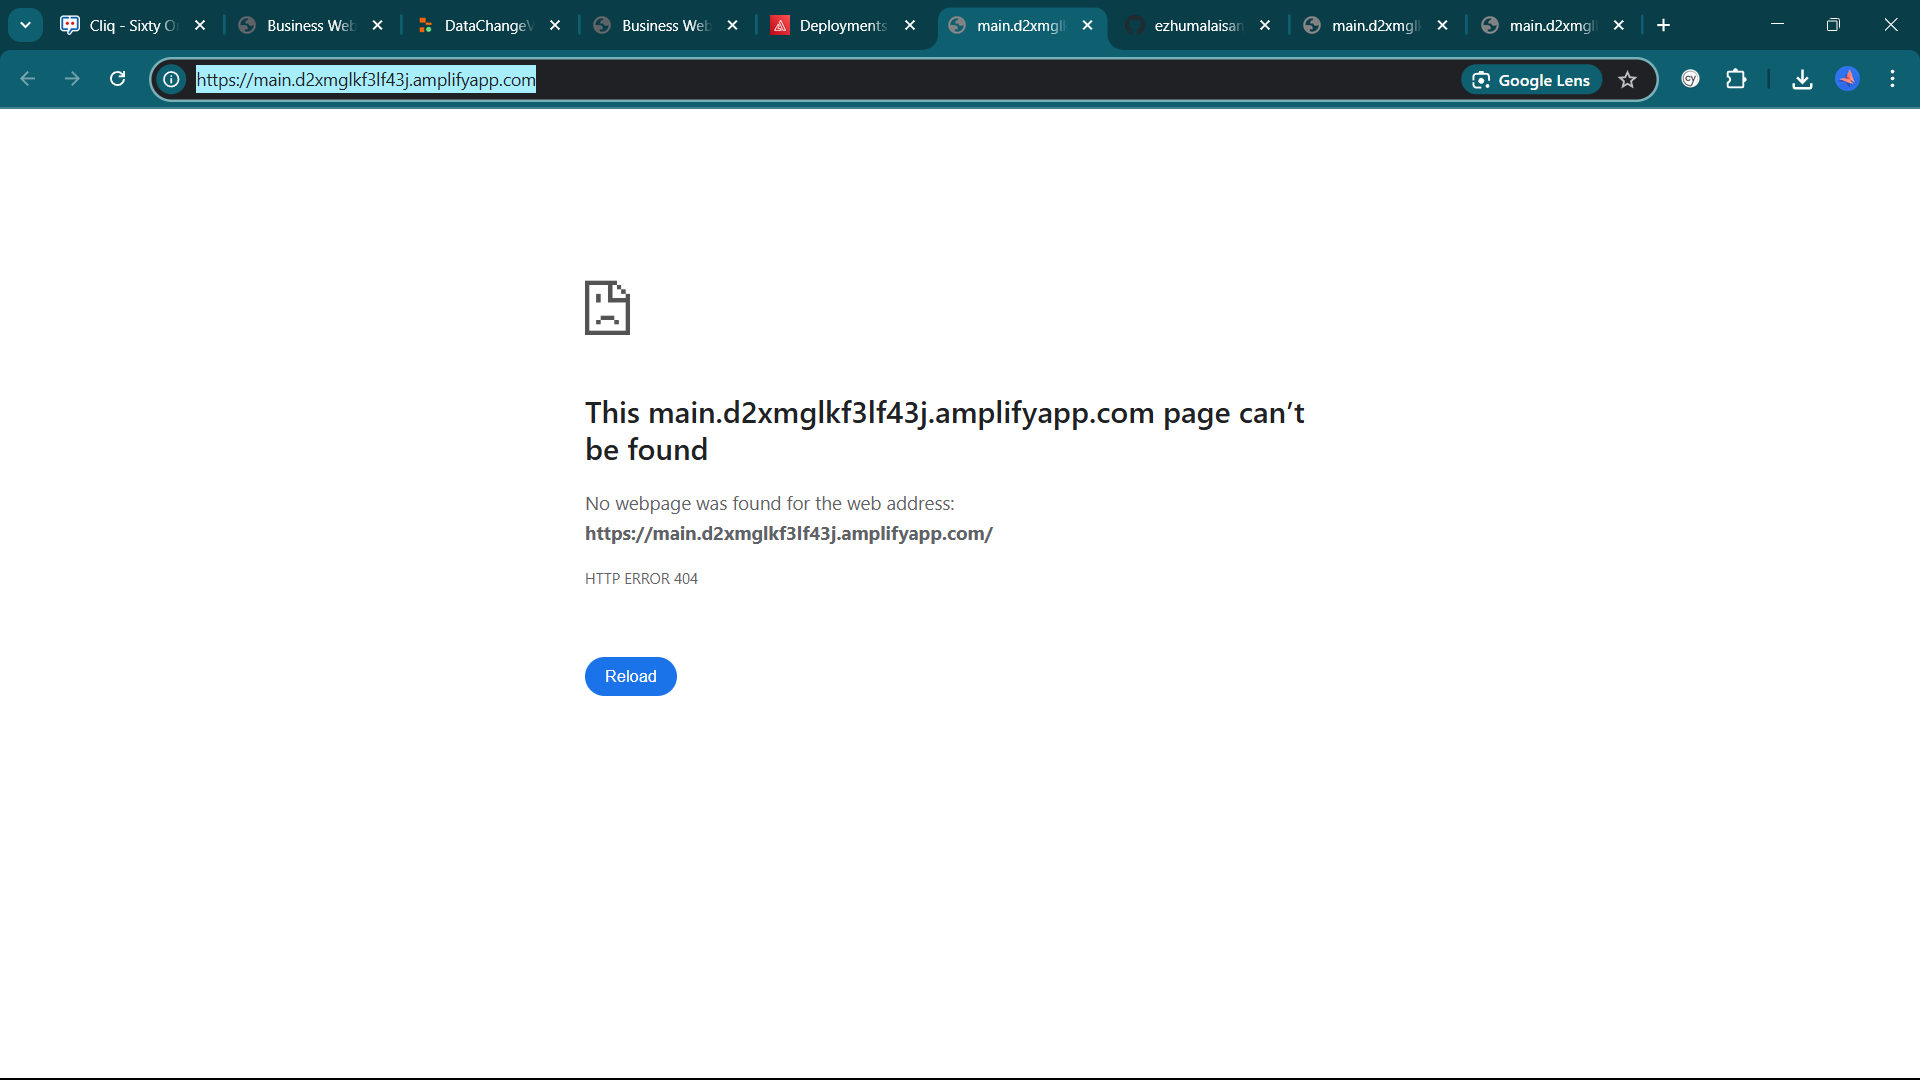 Cliq - Sixty O
Business Web
DataChangeV
Business Web
Deployments
main.d2xmgl
ezhumalaisan
main.d2xmgl
main.d2xmgl
https://main.d2xmglkf3lf43j.amplifyapp.com
Google Lens
cy
This main.d2xmglkf3lf43j.amplifyapp.com page can’t
be found
No webpage was found for the web address:
https://main.d2xmglkf3lf43j.amplifyapp.com/
HTTP ERROR 404
Reload